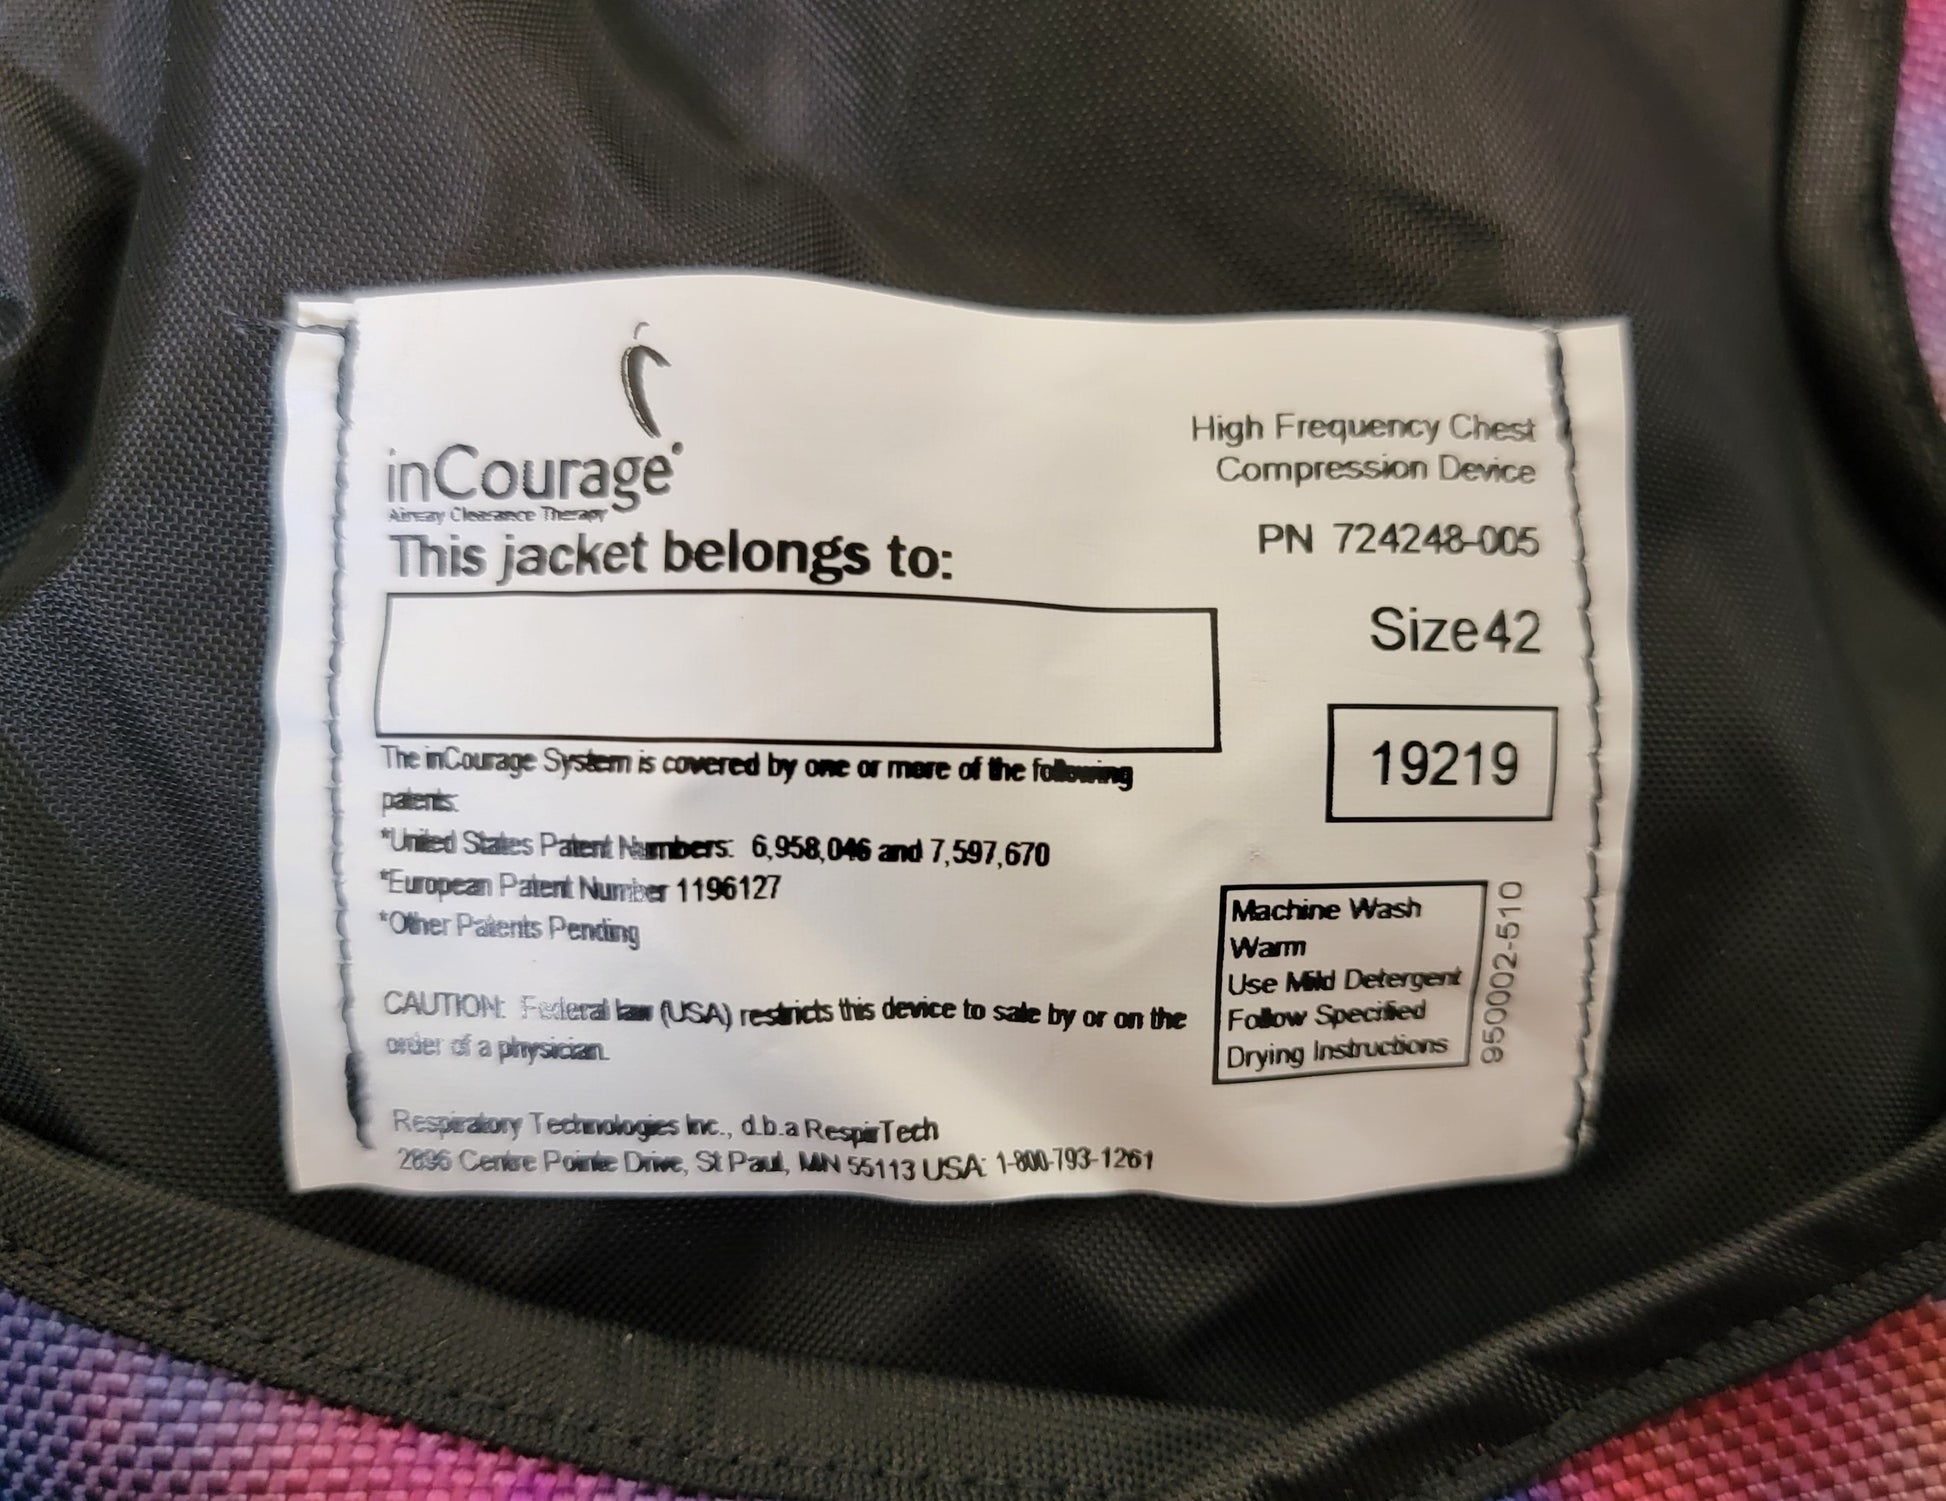 inCourage®
Airway Clearance Therapy
This jacket belongs to:
High Frequency Chest
Compression Device
PN 724248-005
Size42
19219
The inCourage System is covered by one or more of the following
patents:
*United States Patent Numbers: 6,958,046 and 7,597,670
*European Patent Number 1196127
*Other Patents Pending
CAUTION: Federal law (USA) restricts this device to sale by or on the
order of a physician.
Machine Wash
Warm
Use Mild Detergent
Follow Specified
Drying Instructions
950002-510
Respiratory Technologies Inc., d.b.a RespirTech
2896 Centre Pointe Drive, St Paul, MN 55113 USA: 1-800-793-1261